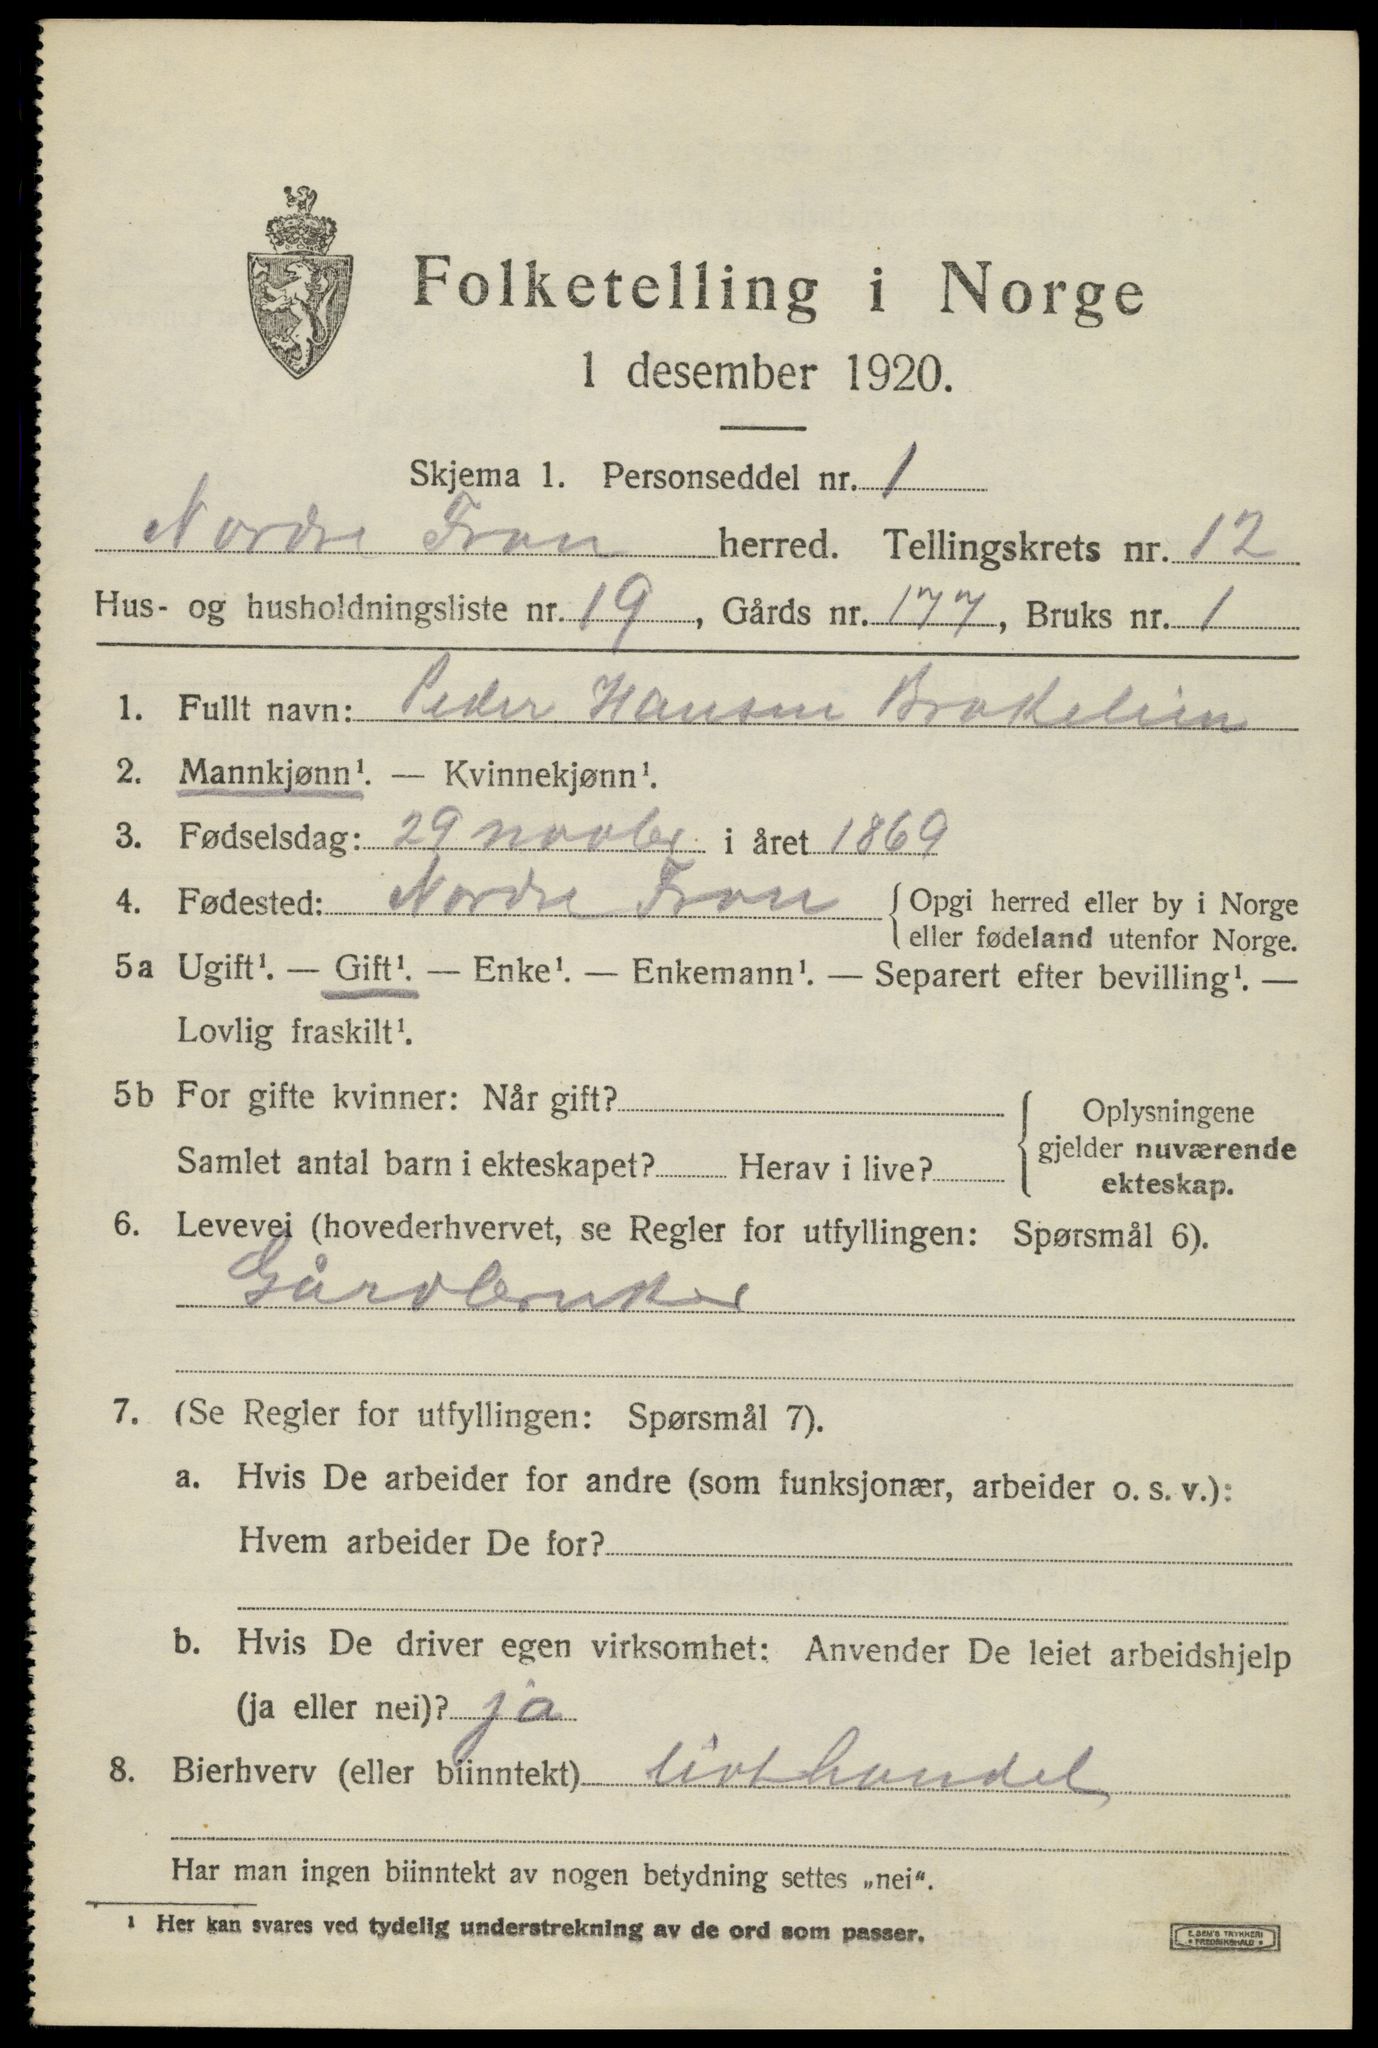 Folketelling i Norge
1 desember 1920.
Skjema 1. Personseddel nr. 1
Nordre Fron herred. Tellingskrets nr. 12
Hus- og husholdningsliste nr. 19, Gårds nr. 177, Bruks nr. 1
1. Fullt navn: Peder Hansen Brakelien
2. Mannkjønn¹. — Kvinnekjønn¹.
3. Fødselsdag: 29 novbr i året 1869
4. Fødested: Nordre Fron { Opgi herred eller by i Norge
eller fødeland utenfor Norge.
5a Ugift¹. — Gift¹. — Enke¹. — Enkemann¹. — Separert efter bevilling¹. —
Lovlig fraskilt¹.
5b For gifte kvinner: Når gift?
Samlet antal barn i ekteskapet? Herav i live?
{ Oplysningene
gjelder nuværende
ekteskap.
6. Levevei (hovederhvervet, se Regler for utfyllingen: Spørsmål 6).
Gårdbruker
7. (Se Regler for utfyllingen: Spørsmål 7).
a. Hvis De arbeider for andre (som funksjonær, arbeider o. s. v.):
Hvem arbeider De for?
b. Hvis De driver egen virksomhet: Anvender De leiet arbeidshjelp
(ja eller nei)? ja
8. Bierhverv (eller biinntekt)
Har man ingen biinntekt av nogen betydning settes „nei“.
¹ Her kan svares ved tydelig understrekning av de ord som passer.
E. SEM'S TRYKKERI
FREDRIKSHALD